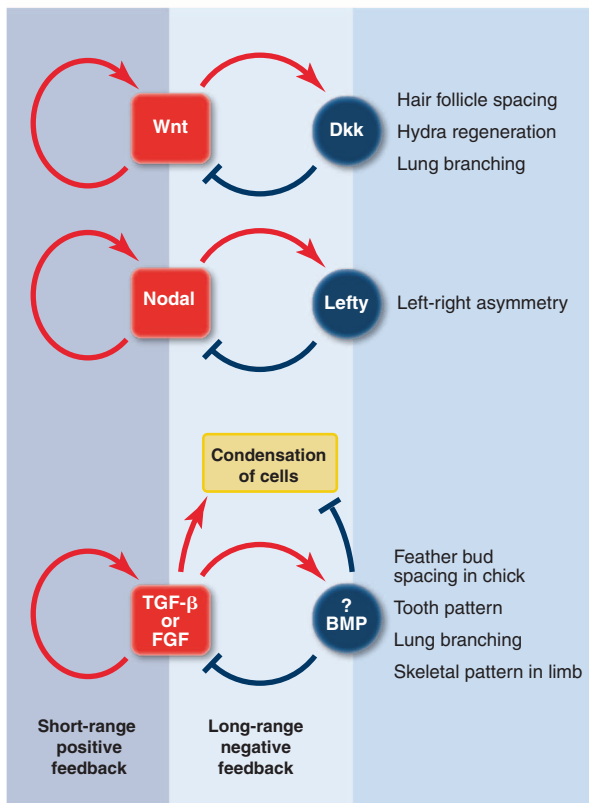 Wnt
Dkk
Hair follicle spacing
Hydra regeneration
Lung branching
Nodal
Lefty
Left-right asymmetry
Condensation
of cells
TGF-β
or
FGF
?
BMP
Feather bud
spacing in chick
Tooth pattern
Lung branching
Skeletal pattern in limb
Short-range
positive
feedback
Long-range
negative
feedback